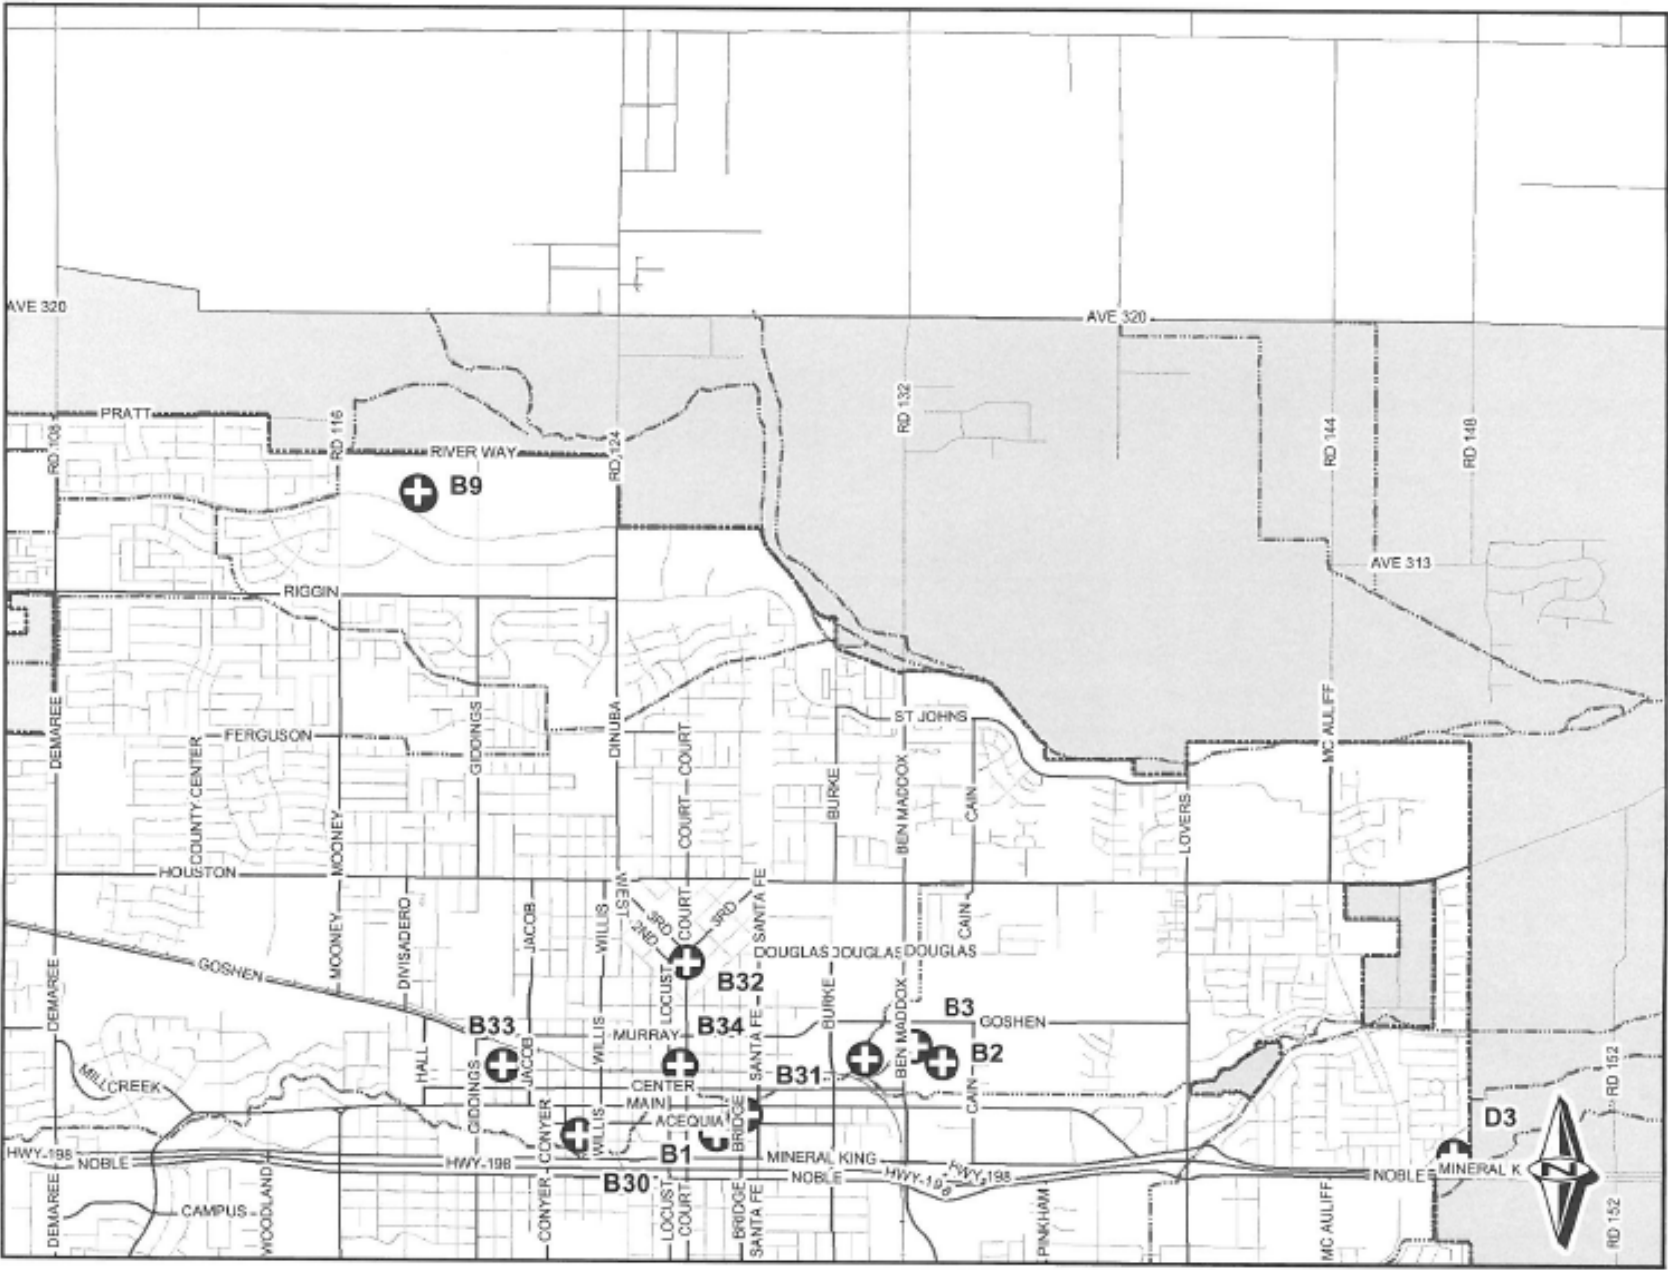 AVE 320
AVE 320
PRATT
RD 108
RD 116
RIVER WAY
RD 124
RD 132
RD 144
RD 148
B9
AVE 313
RIGGIN
DEMAREE
COUNTY CENTER
FERGUSON
GIDDINGS
DINUBA
COURT
COURT
ST JOHNS
BURKE
BEN MADDOX
CAIN
LOVERS
MC AULIFF
MOONEY
HOUSTON
WEST
3RD
2ND
COURT
3RD
SANTA FE
CAIN
DEMAREE
GOSHEN
MOONEY
DIVISADERO
JACOB
WILLIS
LOCUST
DOUGLAS
DOUGLAS
DOUGLAS
B32
BURKE
BEN MADDOX
B3
GOSHEN
B33
MURRAY
B34
SANTA FE
WILLIS
HALL
JACOB
B31
B2
RD 152
MILLCREEK
CENTER
MAIN
ACEQUIA
BRIDGE
CAIN
GIDDINGS
CONYER
WILLIS
D3
HWY-198
NOBLE
HWY-198
B1
MINERAL KING
NOBLE
HWY-198
HWY-198
NOBLE
MINERAL K
N
B30
DEMAREE
CAMPUS
WOODLAND
CONYER
LOCUST
COURT
BRIDGE
SANTA FE
PINKHAM
MC AULIFF
RD 152